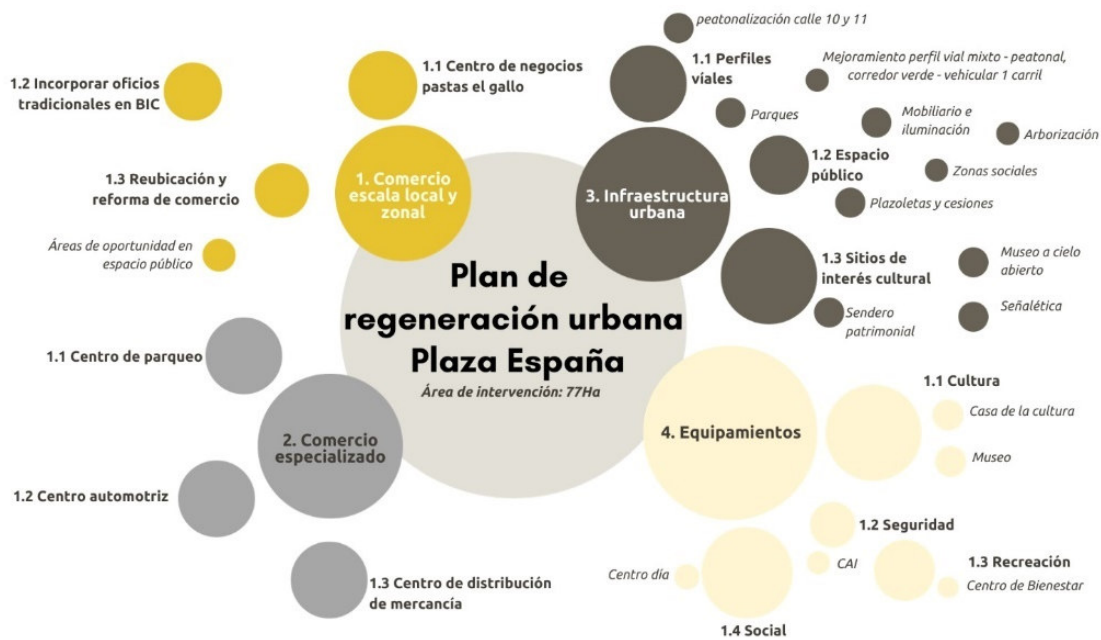 Plan de
regeneración urbana
Plaza España
Área de intervención: 77Ha
1. Comercio
escala local y
zonal
1.1 Centro de negocios
pastas el gallo
1.2 Incorporar oficios
tradicionales en BIC
1.3 Reubicación y
reforma de comercio
Áreas de oportunidad en
espacio público
2. Comercio
especializado
1.1 Centro de parqueo
1.2 Centro automotriz
1.3 Centro de distribución
de mercancía
3. Infraestructura
urbana
peatonalización calle 10 y 11
1.1 Perfiles
víales
Mejoramiento perfil vial mixto - peatonal,
corredor verde - vehicular 1 carril
Parques
Mobiliario e
iluminación
Arborización
1.2 Espacio
público
Zonas sociales
Plazoletas y cesiones
1.3 Sitios de
interés cultural
Museo a cielo
abierto
Sendero
patrimonial
Señalética
4. Equipamientos
1.1 Cultura
Casa de la cultura
Museo
1.2 Seguridad
CAI
1.3 Recreación
Centro de Bienestar
Centro día
1.4 Social